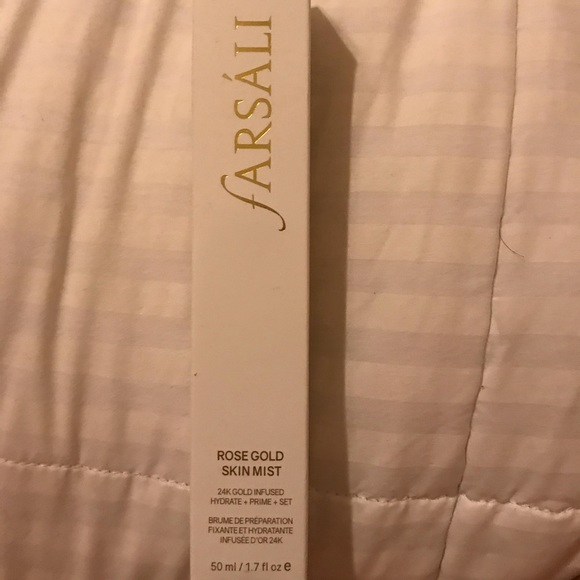 fARSÁLI
ROSE GOLD
SKIN MIST
24K GOLD INFUSED
HYDRATE + PRIME + SET
BRUME DE PRÉPARATION
FIXANTE ET HYDRATANTE
INFUSÉE D'OR 24K
50 ml / 1.7 fl oz e